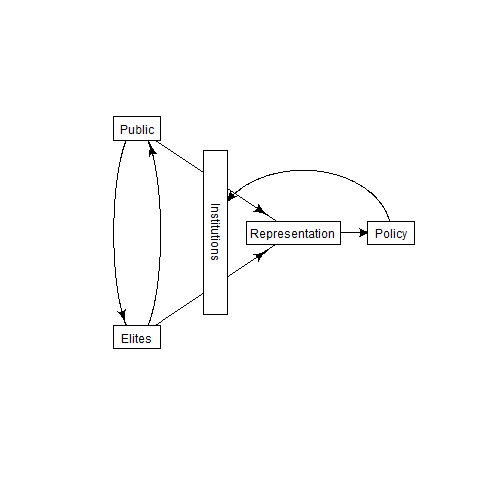 Public
Institutions
Representation
Policy
Elites